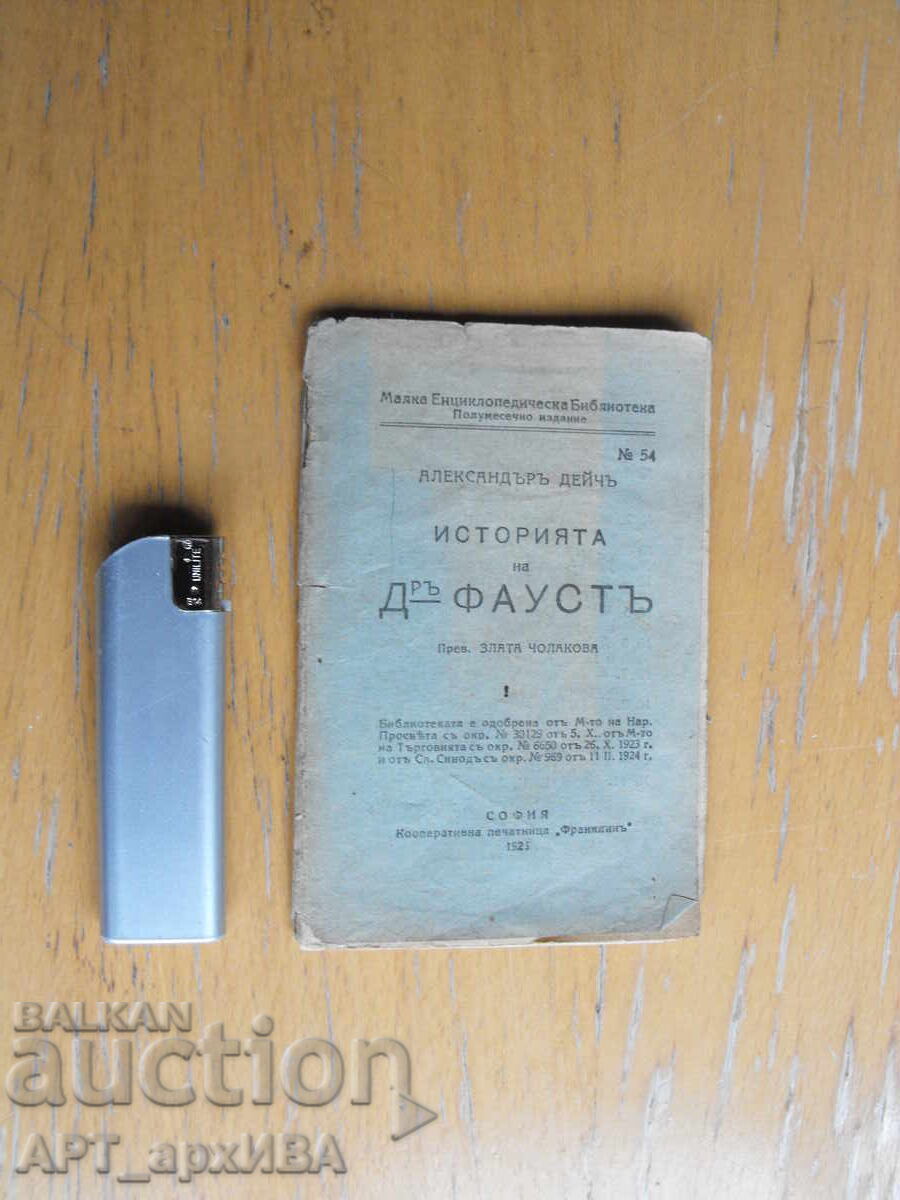 Малка Енциклопедическа Библиотека
Полумесечно издание
№ 54
АЛЕКСАНДЪРЪ ДЕЙЧЪ
ИСТОРИЯТА
на
ДРЪ ФАУСТЪ
Прев. ЗЛАТА ЧОЛАКОВА
!
Библиотеката е одобрена отъ М-то на Нар.
Просвѣта съ окр. № 30129 отъ 5. X., отъ М-то
на Търговията съ окр. № 6650 отъ 26. X. 1923 г.
и отъ Св. Синодъ съ окр. № 969 отъ 11 II. 1924 г.
СОФИЯ
Кооперативна печатница „Франклинъ"
UNILITE
BALKAN
auction
АРТ_архИВА